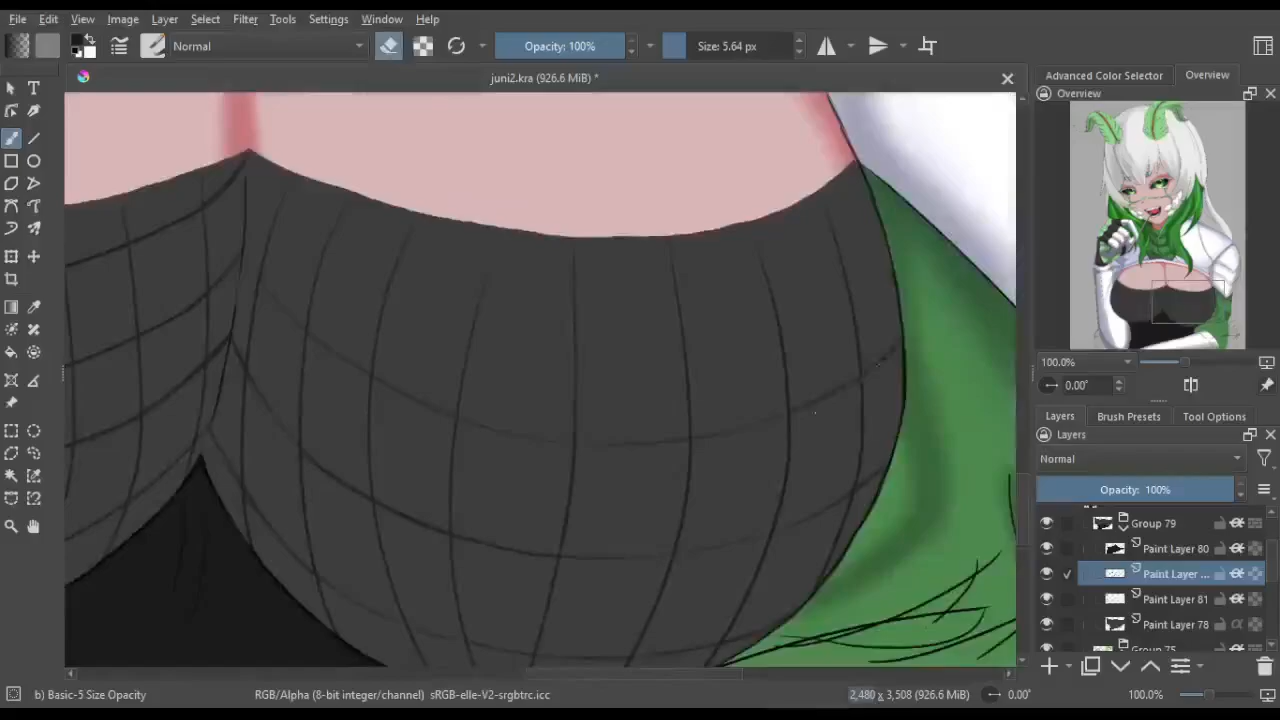 File Edit View Image Layer Select Filter Tools Settings Window Help
Normal Opacity: 100% Size: 5.64 px
juni2.kra (926.6 MiB) *
Advanced Color Selector Overview
Overview
100.0%
0.00°
Layers Brush Presets Tool Options
Layers
Normal
Opacity: 100%
Group 79
Paint Layer 80
Paint Layer ...
Paint Layer 81
Paint Layer 78
Group 75
b) Basic-5 Size Opacity RGB/Alpha (8-bit integer/channel) sRGB-elle-V2-srgbtrc.icc 2,480 x 3,508 (926.6 MiB) 0.00° 100.0%